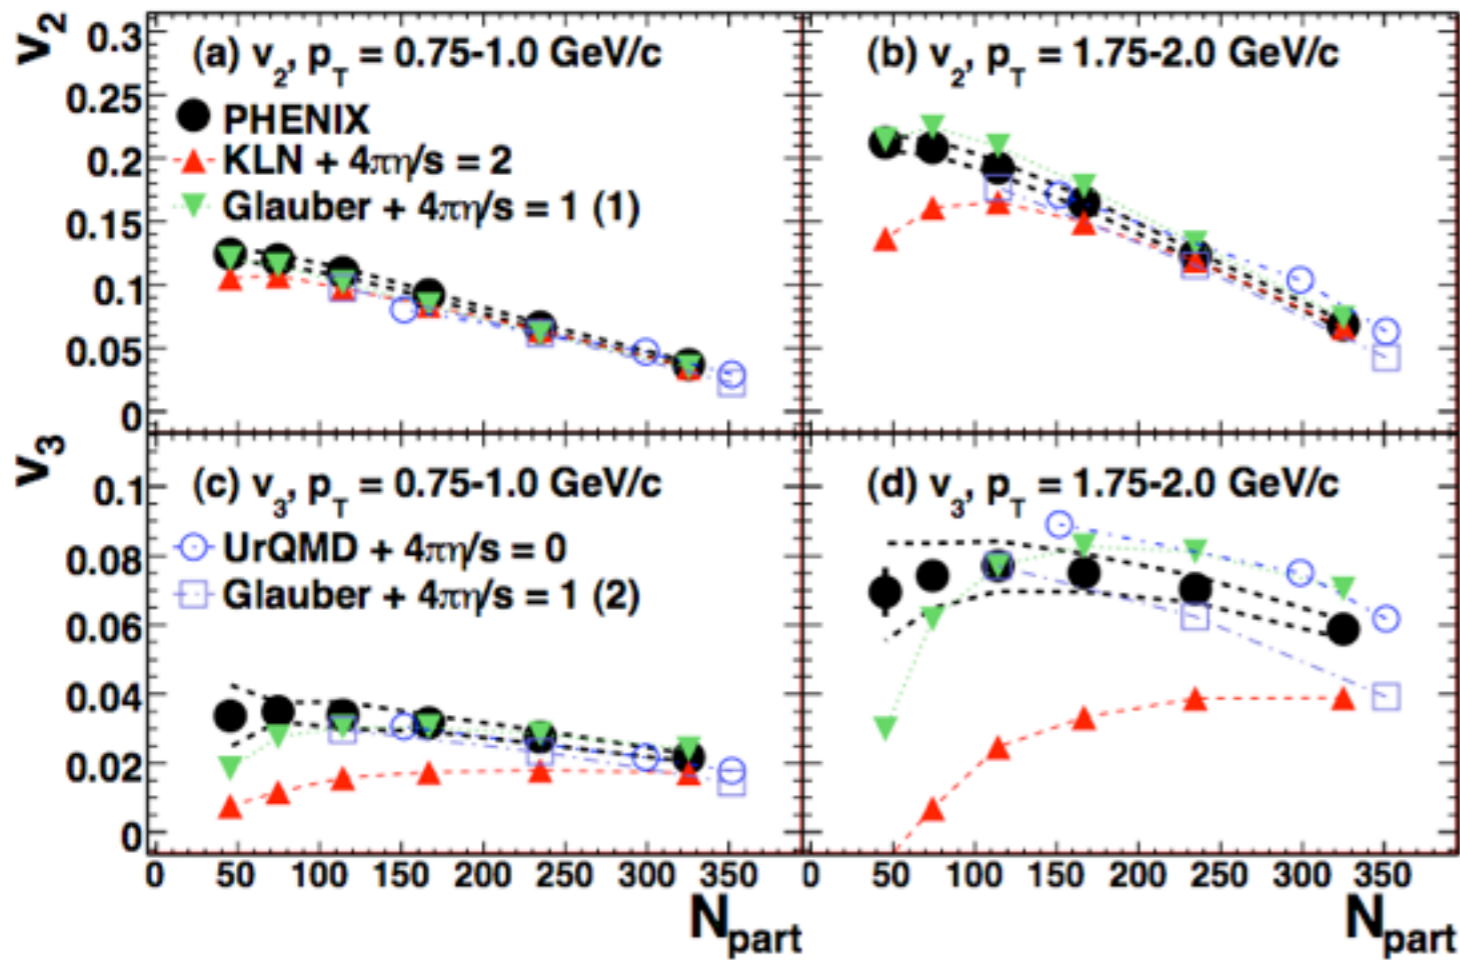 v2
0.3
0.25
0.2
0.15
0.1
0.05
0
(a) v2, pT = 0.75-1.0 GeV/c
PHENIX
KLN + 4πη/s = 2
Glauber + 4πη/s = 1 (1)
(b) v2, pT = 1.75-2.0 GeV/c
v3
0.1
0.08
0.06
0.04
0.02
0
(c) v3, pT = 0.75-1.0 GeV/c
UrQMD + 4πη/s = 0
Glauber + 4πη/s = 1 (2)
(d) v3, pT = 1.75-2.0 GeV/c
0 50 100 150 200 250 300 350
0 50 100 150 200 250 300 350
Npart
Npart